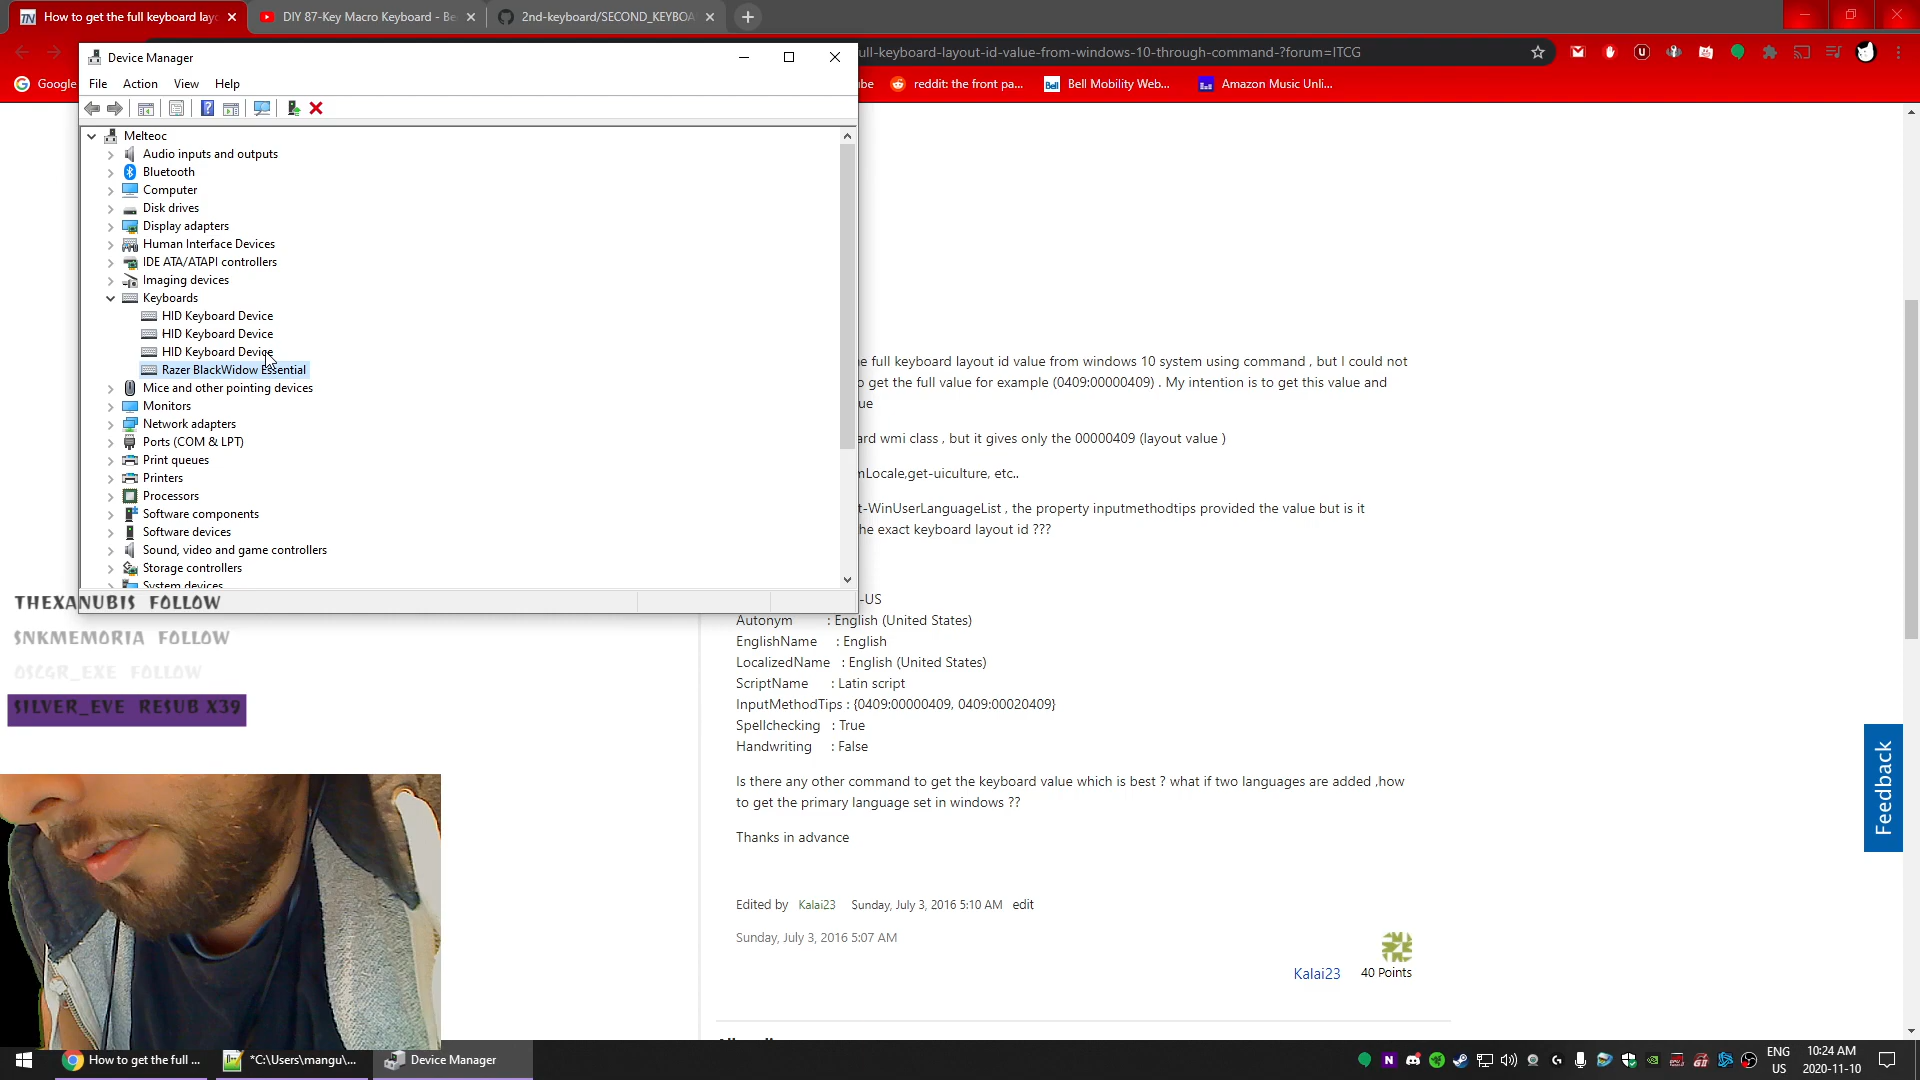 How to get the full keyboard lay
DIY 87-Key Macro Keyboard - Be
2nd-keyboard/SECOND_KEYBOA
ull-keyboard-layout-id-value-from-windows-10-through-command-?forum=ITCG
Google
be
reddit: the front pa...
Bell
Bell Mobility Web...
Amazon Music Unli...
Device Manager
File Action View Help
Melteoc
Audio inputs and outputs
Bluetooth
Computer
Disk drives
Display adapters
Human Interface Devices
IDE ATA/ATAPI controllers
Imaging devices
Keyboards
HID Keyboard Device
HID Keyboard Device
HID Keyboard Device
Razer BlackWidow Essential
Mice and other pointing devices
Monitors
Network adapters
Ports (COM & LPT)
Print queues
Printers
Processors
Software components
Software devices
Sound, video and game controllers
Storage controllers
System devices
e full keyboard layout id value from windows 10 system using command , but I could not
o get the full value for example (0409:00000409) . My intention is to get this value and
ue
ard wmi class , but it gives only the 00000409 (layout value )
mLocale,get-uiculture, etc..
t-WinUserLanguageList , the property inputmethodtips provided the value but is it
he exact keyboard layout id ???
-US
Autonym : English (United States)
EnglishName : English
LocalizedName : English (United States)
ScriptName : Latin script
InputMethodTips : {0409:00000409, 0409:00020409}
Spellchecking : True
Handwriting : False
Is there any other command to get the keyboard value which is best ? what if two languages are added ,how
to get the primary language set in windows ??
Thanks in advance
Edited by Kalai23 Sunday, July 3, 2016 5:10 AM edit
Sunday, July 3, 2016 5:07 AM
Kalai23 40 Points
Feedback
THEXANUBIS FOLLOW
SNKMEMORIA FOLLOW
OSCGR_EXE FOLLOW
SILVER_EVE RESUB X39
How to get the full ...
*C:\Users\mangu\...
Device Manager
ENG
US
10:24 AM
2020-11-10